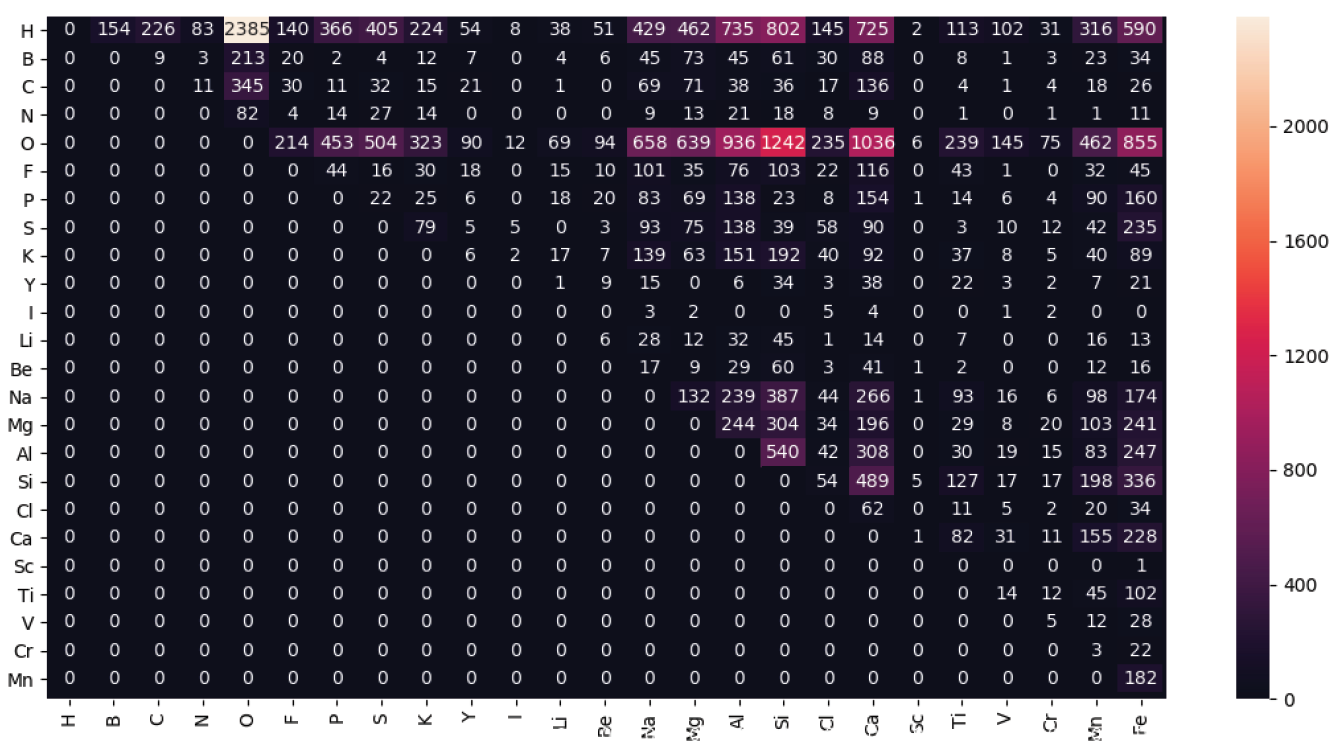 H 0 154 226 83 2385 140 366 405 224 54 8 38 51 429 462 735 802 145 725 2 113 102 31 316 590
B 0 0 9 3 213 20 2 4 12 7 0 4 6 45 73 45 61 30 88 0 8 1 3 23 34
C 0 0 0 11 345 30 11 32 15 21 0 1 0 69 71 38 36 17 136 0 4 1 4 18 26
N 0 0 0 0 82 4 14 27 14 0 0 0 0 9 13 21 18 8 9 0 1 0 1 1 11
O 0 0 0 0 0 214 453 504 323 90 12 69 94 658 639 936 1242 235 1036 6 239 145 75 462 855
F 0 0 0 0 0 0 44 16 30 18 0 15 10 101 35 76 103 22 116 0 43 1 0 32 45
P 0 0 0 0 0 0 0 22 25 6 0 18 20 83 69 138 23 8 154 1 14 6 4 90 160
S 0 0 0 0 0 0 0 0 79 5 5 0 3 93 75 138 39 58 90 0 3 10 12 42 235
K 0 0 0 0 0 0 0 0 0 6 2 17 7 139 63 151 192 40 92 0 37 8 5 40 89
Y 0 0 0 0 0 0 0 0 0 0 0 1 9 15 0 6 34 3 38 0 22 3 2 7 21
I 0 0 0 0 0 0 0 0 0 0 0 0 0 3 2 0 0 5 4 0 0 1 2 0 0
Li 0 0 0 0 0 0 0 0 0 0 0 0 6 28 12 32 45 1 14 0 7 0 0 16 13
Be 0 0 0 0 0 0 0 0 0 0 0 0 0 17 9 29 60 3 41 1 2 0 0 12 16
Na 0 0 0 0 0 0 0 0 0 0 0 0 0 0 132 239 387 44 266 1 93 16 6 98 174
Mg 0 0 0 0 0 0 0 0 0 0 0 0 0 0 0 244 304 34 196 0 29 8 20 103 241
Al 0 0 0 0 0 0 0 0 0 0 0 0 0 0 0 0 540 42 308 0 30 19 15 83 247
Si 0 0 0 0 0 0 0 0 0 0 0 0 0 0 0 0 0 54 489 5 127 17 17 198 336
Cl 0 0 0 0 0 0 0 0 0 0 0 0 0 0 0 0 0 0 62 0 11 5 2 20 34
Ca 0 0 0 0 0 0 0 0 0 0 0 0 0 0 0 0 0 0 0 1 82 31 11 155 228
Sc 0 0 0 0 0 0 0 0 0 0 0 0 0 0 0 0 0 0 0 0 0 0 0 0 1
Ti 0 0 0 0 0 0 0 0 0 0 0 0 0 0 0 0 0 0 0 0 0 14 12 45 102
V 0 0 0 0 0 0 0 0 0 0 0 0 0 0 0 0 0 0 0 0 0 0 5 12 28
Cr 0 0 0 0 0 0 0 0 0 0 0 0 0 0 0 0 0 0 0 0 0 0 0 3 22
Mn 0 0 0 0 0 0 0 0 0 0 0 0 0 0 0 0 0 0 0 0 0 0 0 0 182
H B C N O F P S K Y I Li Be Na Mg Al Si Cl Ca Sc Ti V Cr Mn Fe
2000
1600
1200
800
400
0